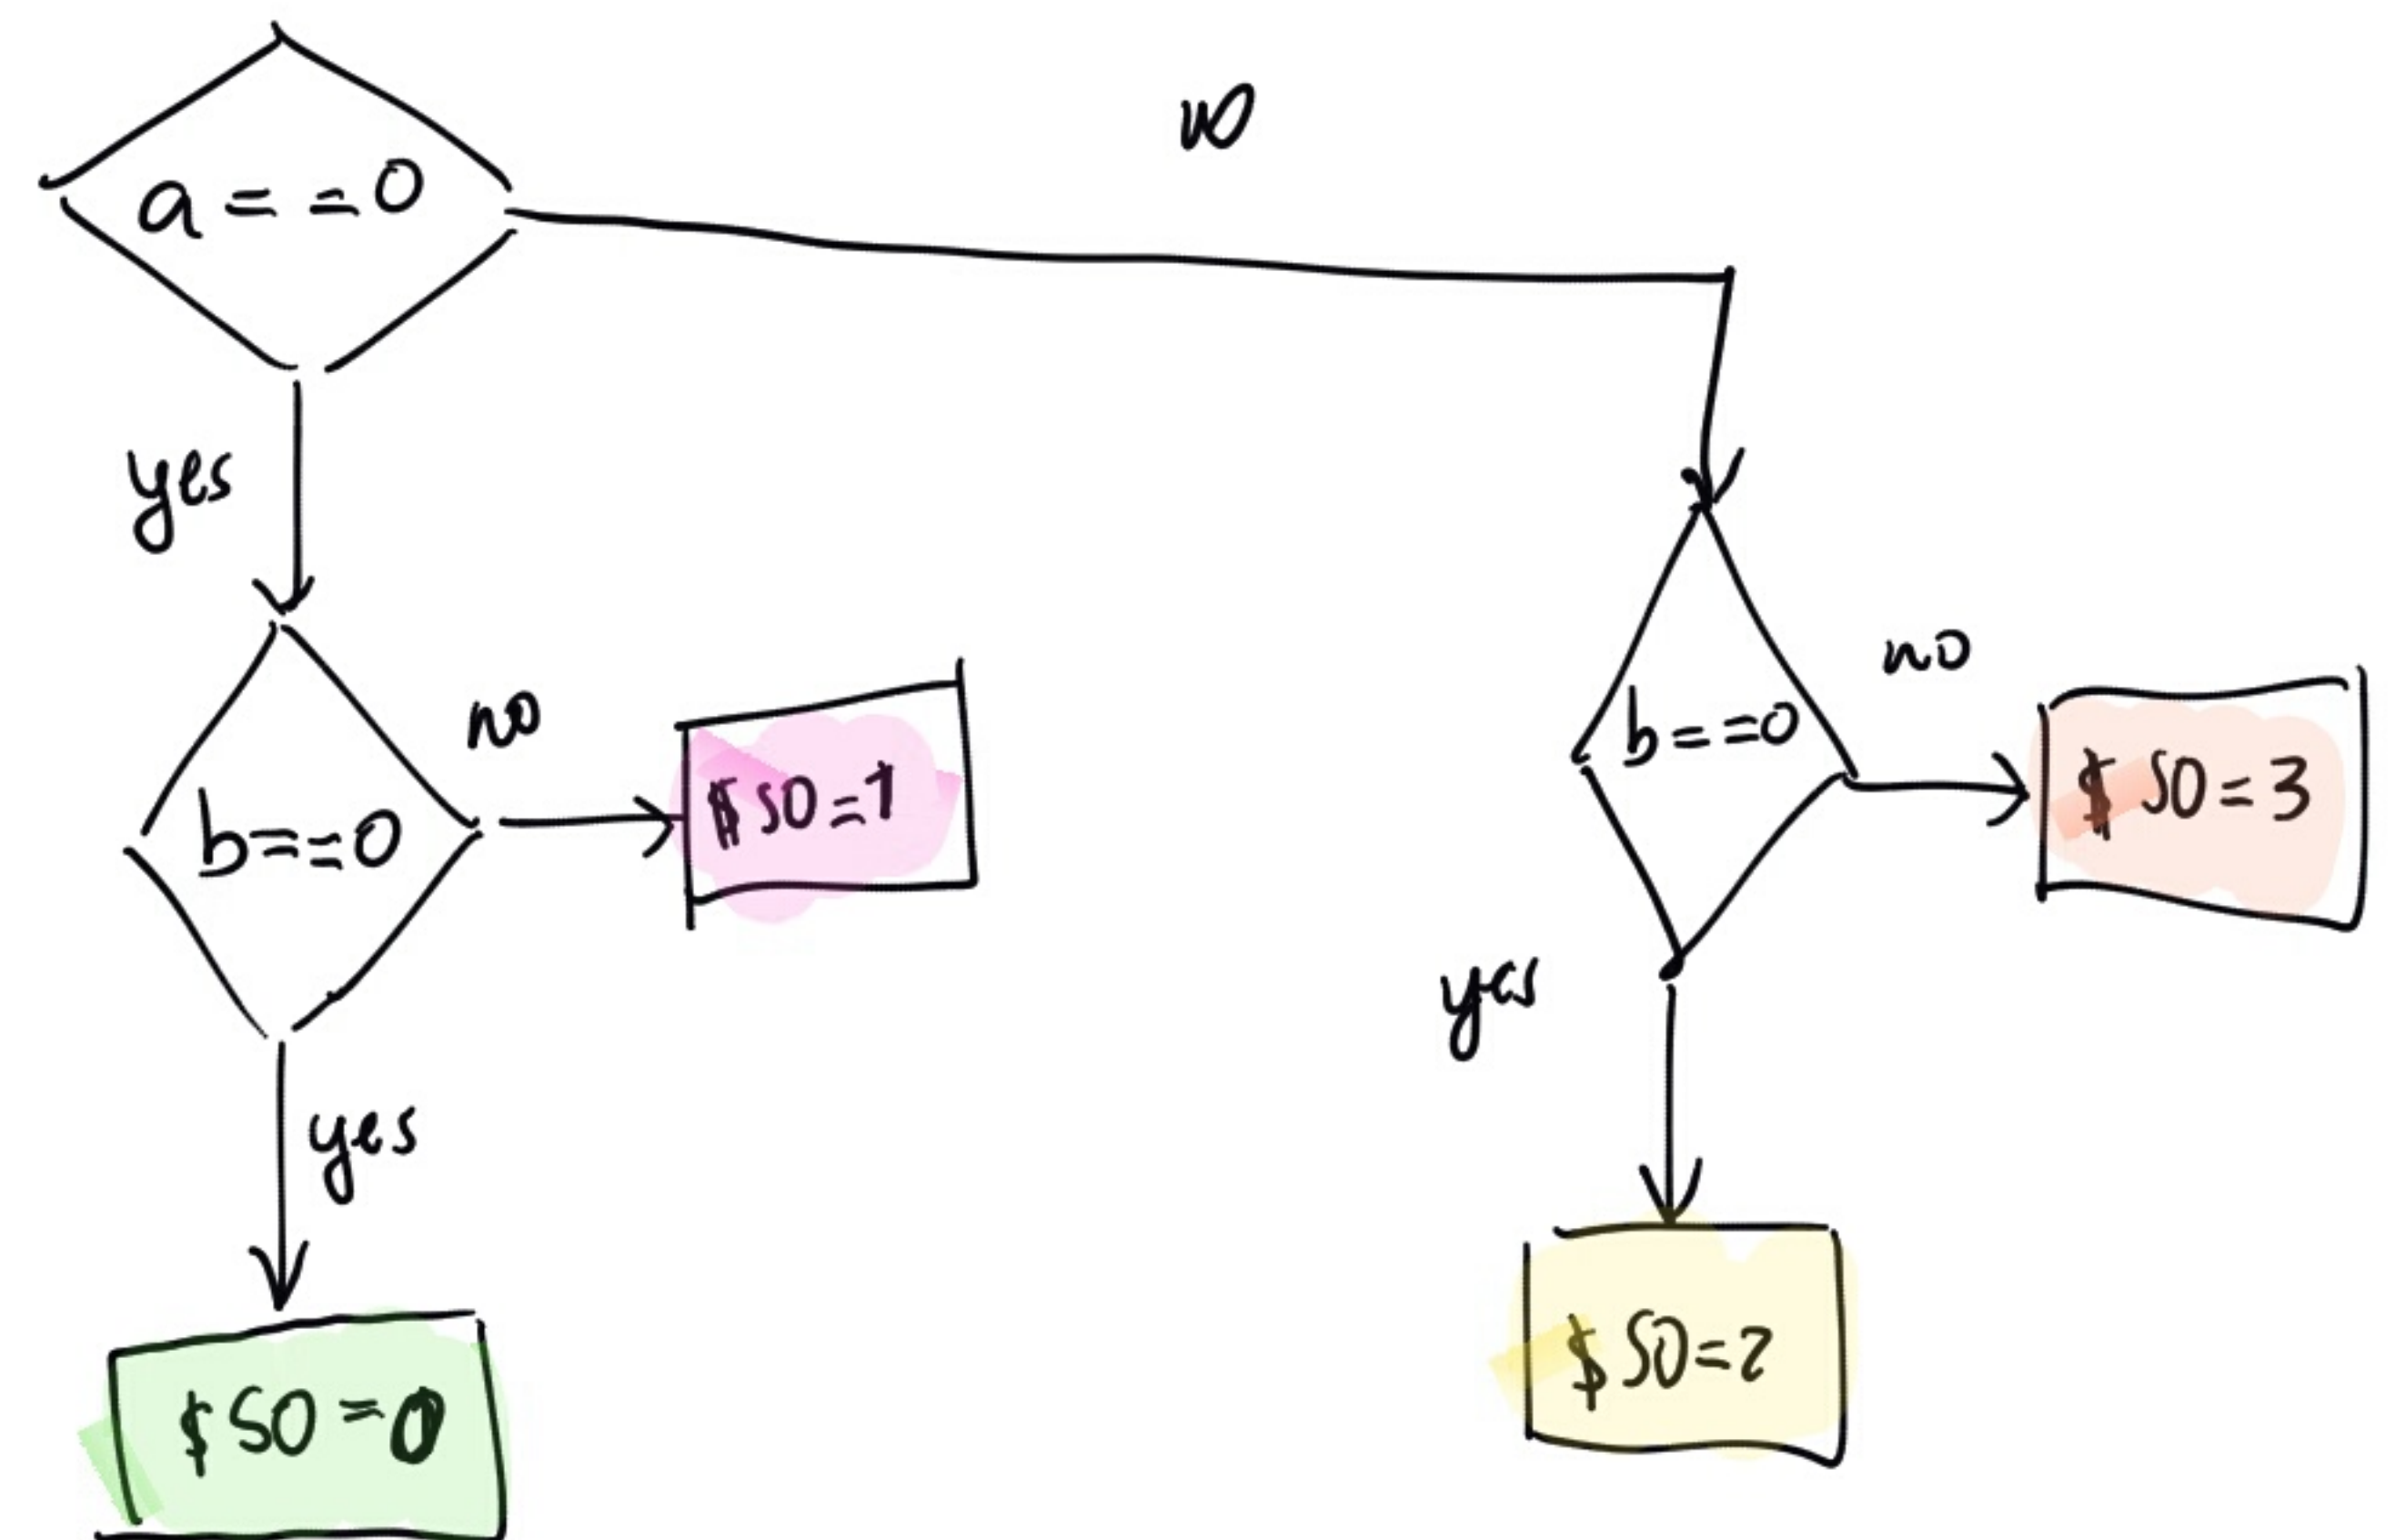 no
a==0
yes
no
no
b==0
b==0
$S0=1
$S0=3
yes
yes
$S0=2
$S0=0